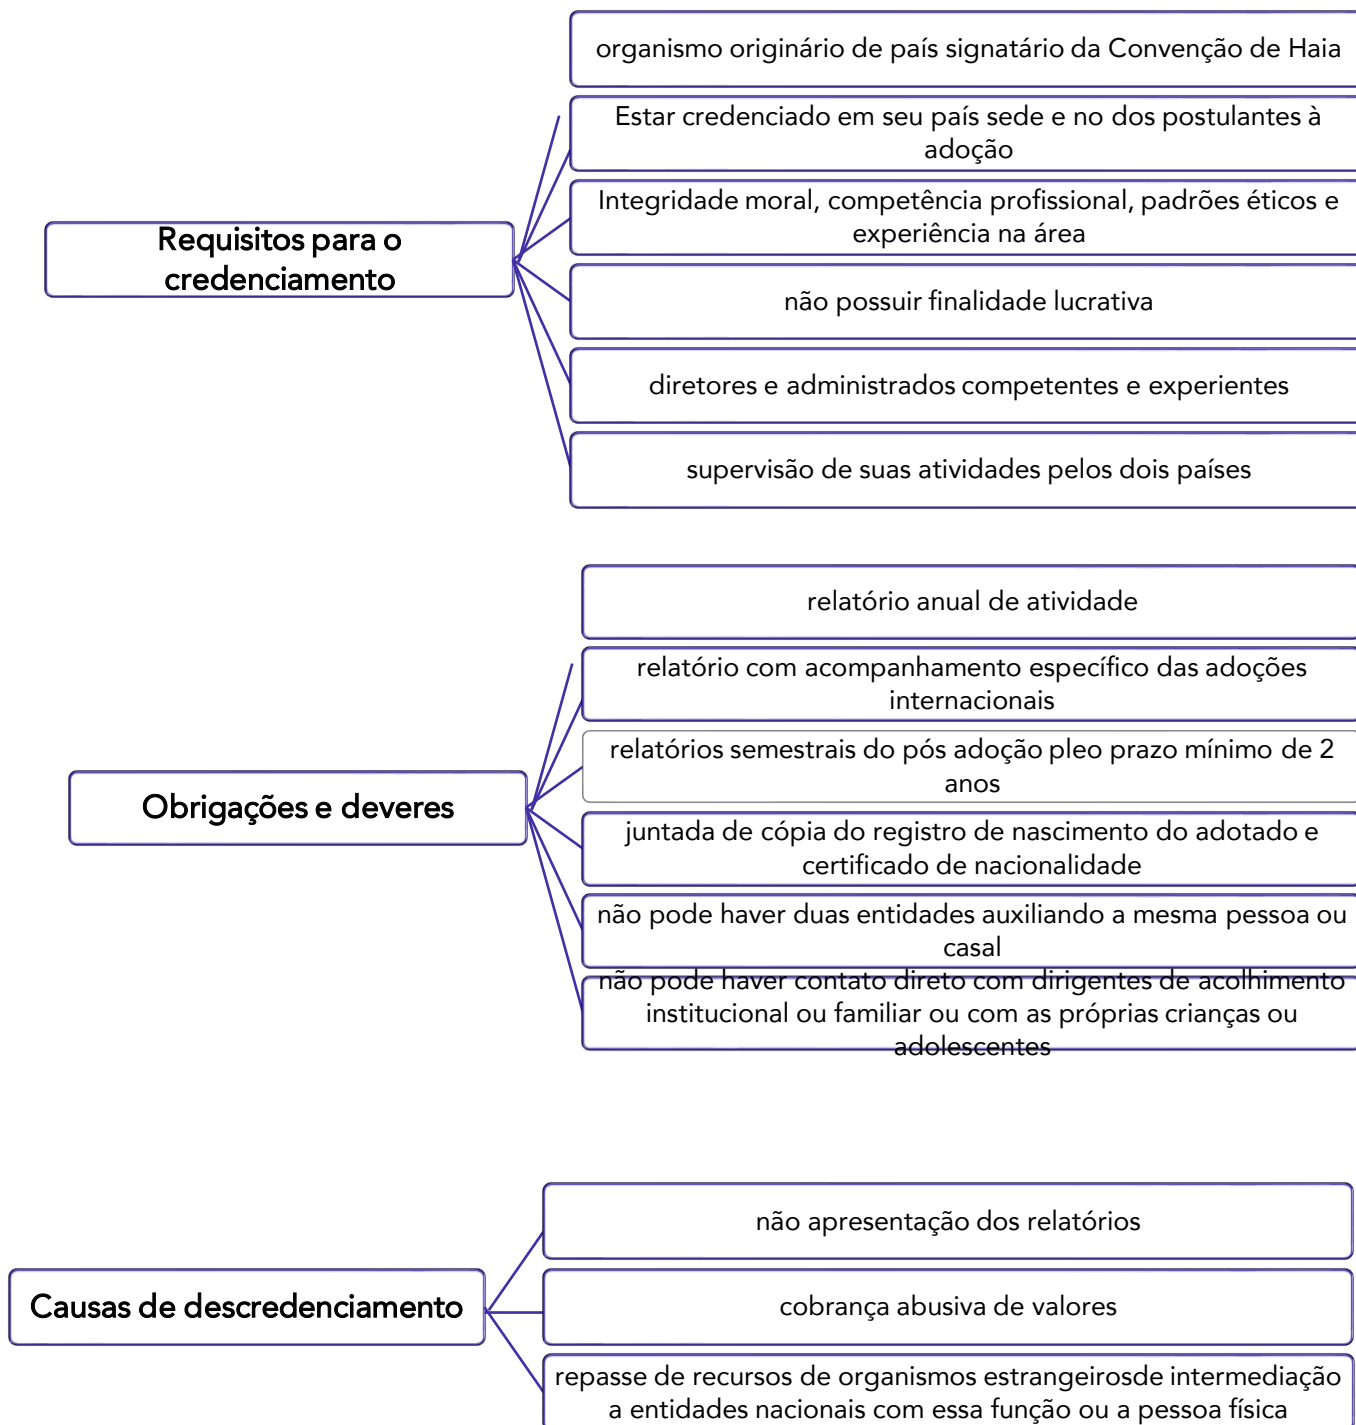 organismo originário de país signatário da Convenção de Haia
Estar credenciado em seu país sede e no dos postulantes à
adoção
Integridade moral, competência profissional, padrões éticos e
experiência na área
Requisitos para o
credenciamento
não possuir finalidade lucrativa
diretores e administrados competentes e experientes
supervisão de suas atividades pelos dois países
relatório anual de atividade
relatório com acompanhamento específico das adoções
internacionais
relatórios semestrais do pós adoção pleo prazo mínimo de 2
anos
Obrigações e deveres
juntada de cópia do registro de nascimento do adotado e
certificado de nacionalidade
não pode haver duas entidades auxiliando a mesma pessoa ou
casal
não pode haver contato direto com dirigentes de acolhimento
institucional ou familiar ou com as próprias crianças ou
adolescentes
não apresentação dos relatórios
Causas de descredenciamento
cobrança abusiva de valores
repasse de recursos de organismos estrangeirosde intermediação
a entidades nacionais com essa função ou a pessoa física